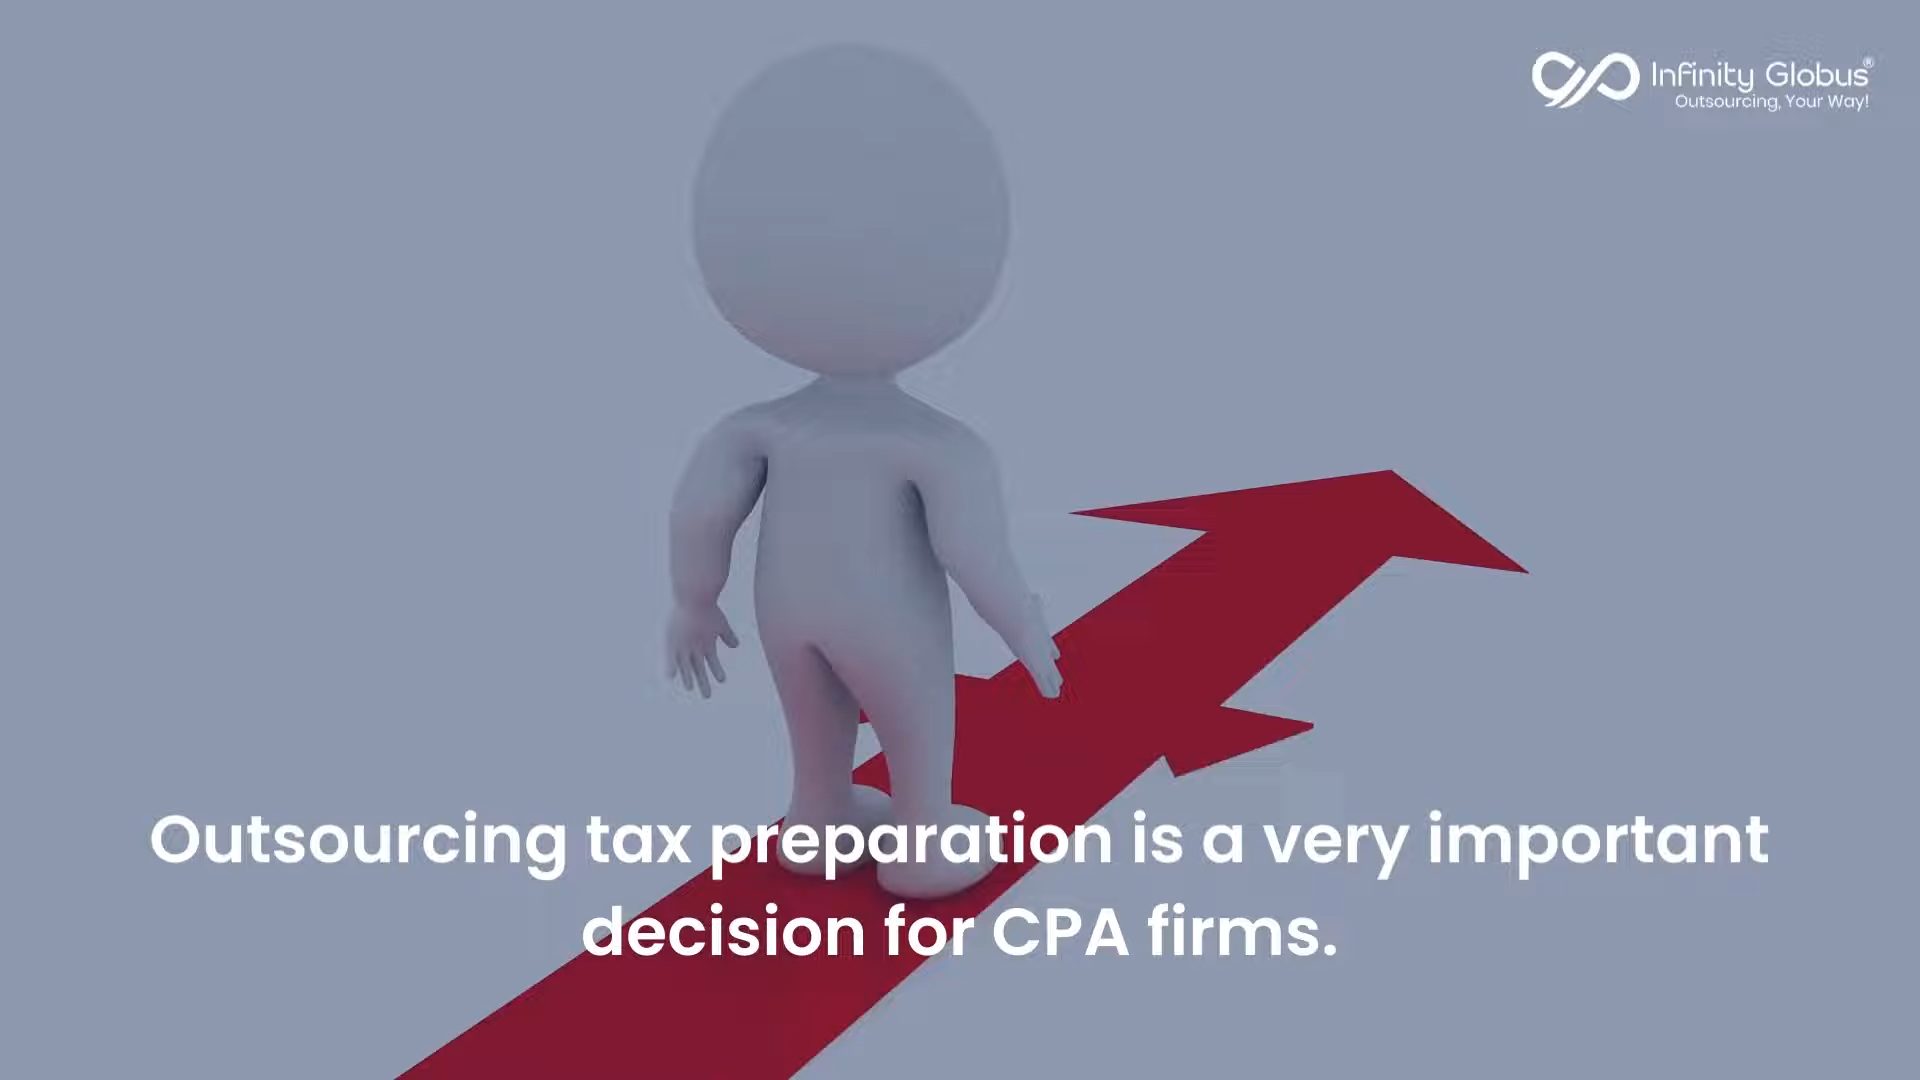 Infinity Globus®
Outsourcing, Your Way!
Outsourcing tax preparation is a very important
decision for CPA firms.